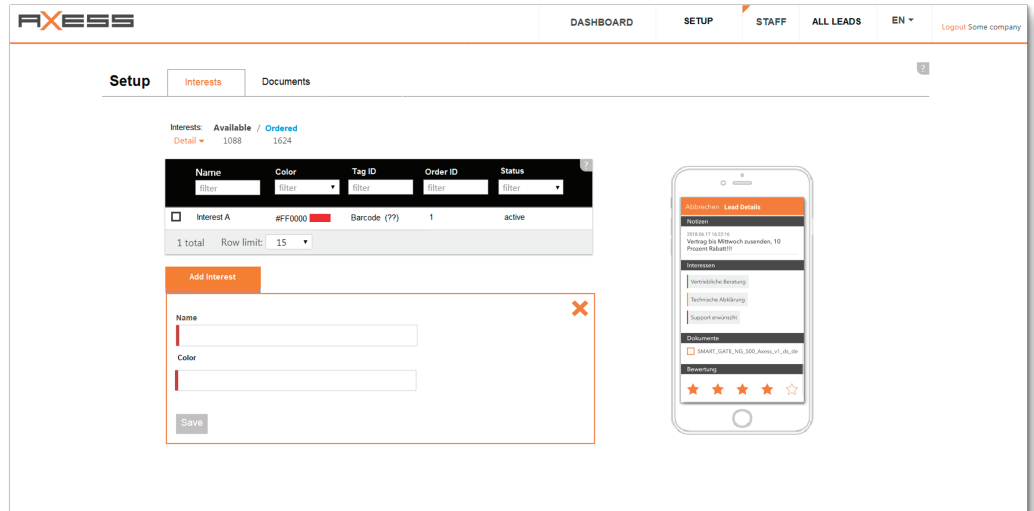 AXESS
DASHBOARD SETUP STAFF ALL LEADS EN
Logout Some company
?
Setup Interests Documents
Interests: Available / Ordered
Detail 1088 1624
?
Name Color Tag ID Order ID Status
filter filter filter filter filter
Interest A #FF0000 Barcode (??) 1 active
1 total Row limit: 15
Add Interest
Name
Color
Save
Abbrechen Lead Details
Notizen
2018.06.17 16:20:16
Vertrag bis Mittwoch zusenden, 10
Prozent Rabatt!!!
Interessen
Vertriebliche Beratung
Technische Abklärung
Support erwünscht
Dokumente
SMART_GATE_NG_500_Axess_v1_ds_de
Bewertung